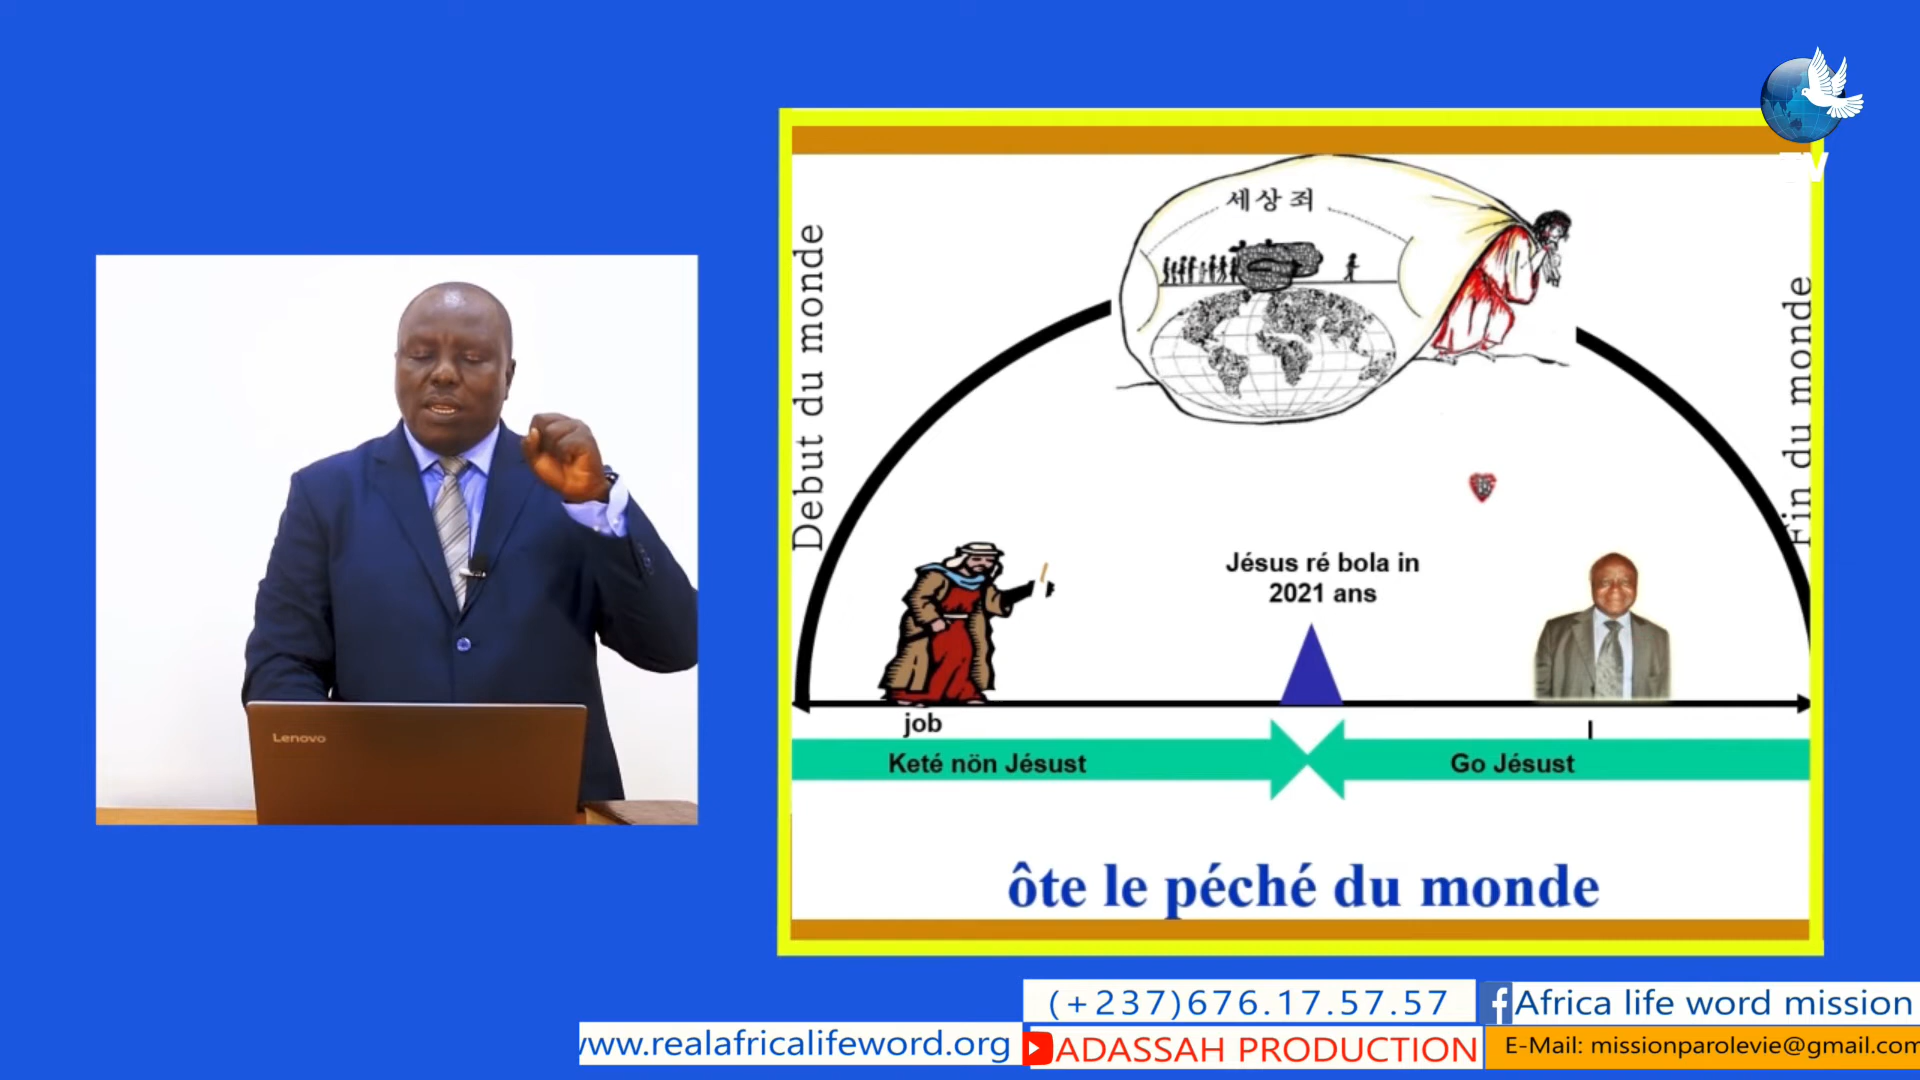 TV
세상 죄
Debut du monde
Fin du monde
Jésus ré bola in
2021 ans
job
Keté nön Jésust
Go Jésust
ôte le péché du monde
Lenovo
(+237)676.17.57.57
Africa life word mission
www.realafricalifeword.org
ADASSAH PRODUCTION
E-Mail: missionparolevie@gmail.com